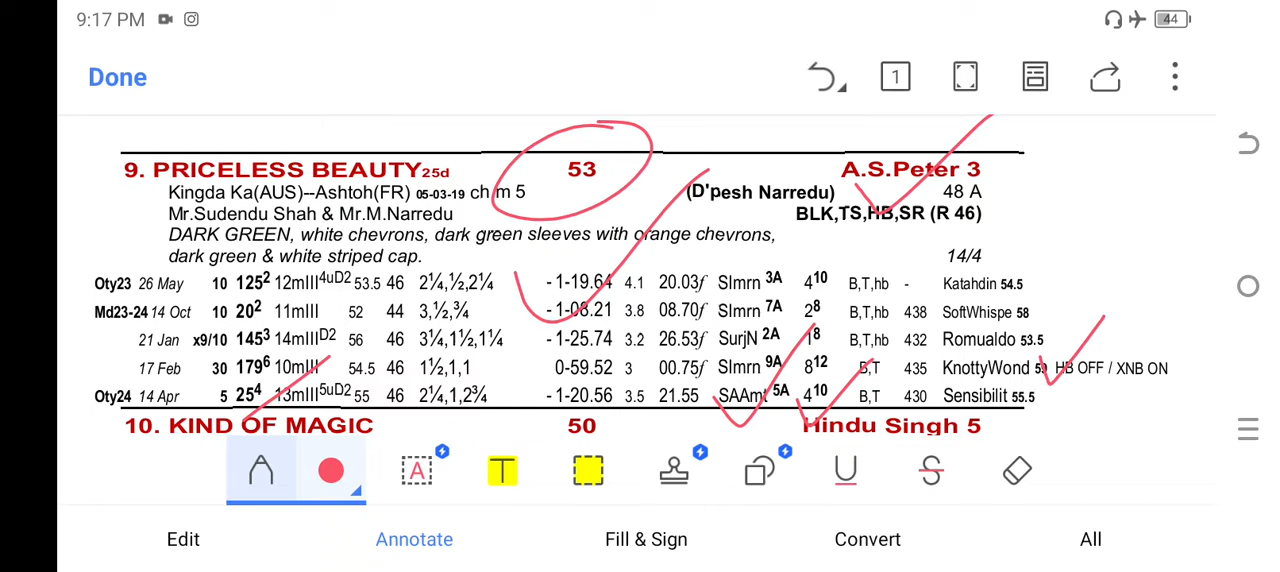 9:17 PM 44
Done 1
9. PRICELESS BEAUTY25d 53 A.S.Peter 3
Kingda Ka(AUS)--Ashtoh(FR) 05-03-19 ch m 5 (D'pesh Narredu) 48 A
Mr.Sudendu Shah & Mr.M.Narredu BLK,TS,HB,SR (R 46)
DARK GREEN, white chevrons, dark green sleeves with orange chevrons,
dark green & white striped cap. 14/4
Oty23 26 May 10 125² 12mIII4uD2 53.5 46 2¼,½,2¼ - 1-19.64 4.1 20.03f SImrn 3A 4¹⁰ B,T,hb - Katahdin 54.5
Md23-24 14 Oct 10 20² 11mIII 52 44 3,½,¾ - 1-08.21 3.8 08.70f SImrn 7A 2⁸ B,T,hb 438 SoftWhispe 58
21 Jan x9/10 145³ 14mIIID2 56 46 3¼,1½,1¼ - 1-25.74 3.2 26.53f SurjN 2A 1⁸ B,T,hb 432 Romualdo 53.5
17 Feb 30 179⁶ 10mIII 54.5 46 1½,1,1 0-59.52 3 00.75f SImrn 9A 8¹² B,T 435 KnottyWond HB OFF / XNB ON
Oty24 14 Apr 5 25⁴ 13mIII5uD2 55 46 2¼,1,2¾ - 1-20.56 3.5 21.55 SAAmt 5A 4¹⁰ B,T 430 Sensibilit 55.5
10. KIND OF MAGIC 50 Hindu Singh 5
A T U S
Edit Annotate Fill & Sign Convert All